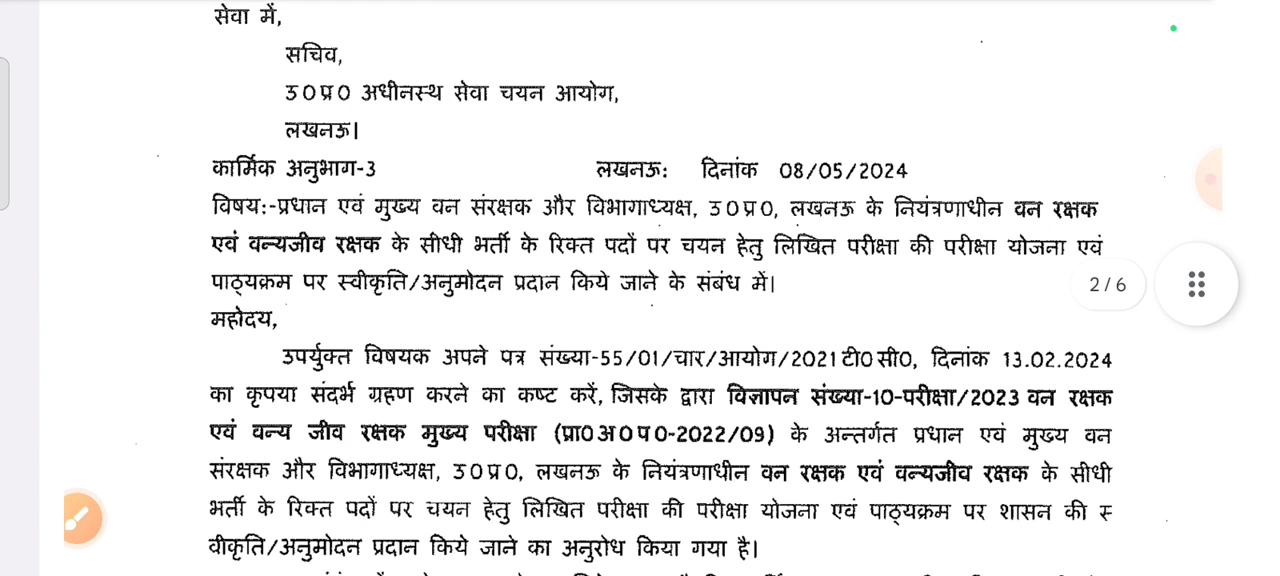 सेवा में,
सचिव,
उ0प्र0 अधीनस्थ सेवा चयन आयोग,
लखनऊ।
कार्मिक अनुभाग-3 लखनऊ: दिनांक 08/05/2024
विषय:-प्रधान एवं मुख्य वन संरक्षक और विभागाध्यक्ष, उ0प्र0, लखनऊ के नियंत्रणाधीन वन रक्षक
एवं वन्यजीव रक्षक के सीधी भर्ती के रिक्त पदों पर चयन हेतु लिखित परीक्षा की परीक्षा योजना एवं
पाठ्यक्रम पर स्वीकृति/अनुमोदन प्रदान किये जाने के संबंध में।
2/6
महोदय,
उपर्युक्त विषयक अपने पत्र संख्या-55/01/चार/आयोग/2021टी0सी0, दिनांक 13.02.2024
का कृपया संदर्भ ग्रहण करने का कष्ट करें, जिसके द्वारा विज्ञापन संख्या-10-परीक्षा/2023 वन रक्षक
एवं वन्य जीव रक्षक मुख्य परीक्षा (प्रा0अ0प0-2022/09) के अन्तर्गत प्रधान एवं मुख्य वन
संरक्षक और विभागाध्यक्ष, उ0प्र0, लखनऊ के नियंत्रणाधीन वन रक्षक एवं वन्यजीव रक्षक के सीधी
भर्ती के रिक्त पदों पर चयन हेतु लिखित परीक्षा की परीक्षा योजना एवं पाठ्यक्रम पर शासन की स्
वीकृति/अनुमोदन प्रदान किये जाने का अनुरोध किया गया है।